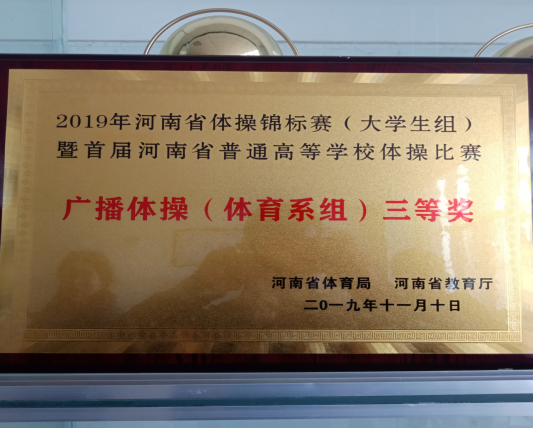 2019年河南省体操锦标赛（大学生组）
暨首届河南省普通高等学校体操比赛
广播体操（体育系组）三等奖
河南省体育局 河南省教育厅
二0一九年十一月十日